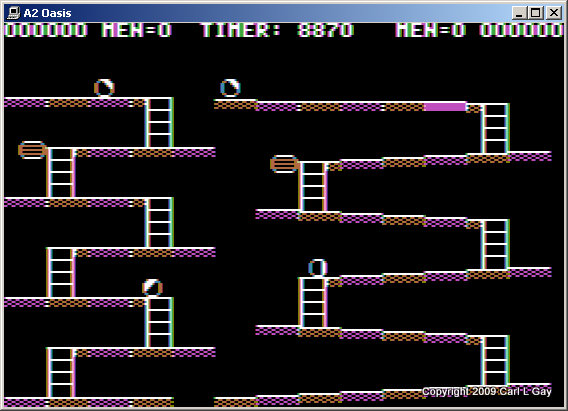 A2 Oasis
000000 MEN=0 TIMER: 8870 MEN=0 000000
Copyright 2009 Carl L Gay